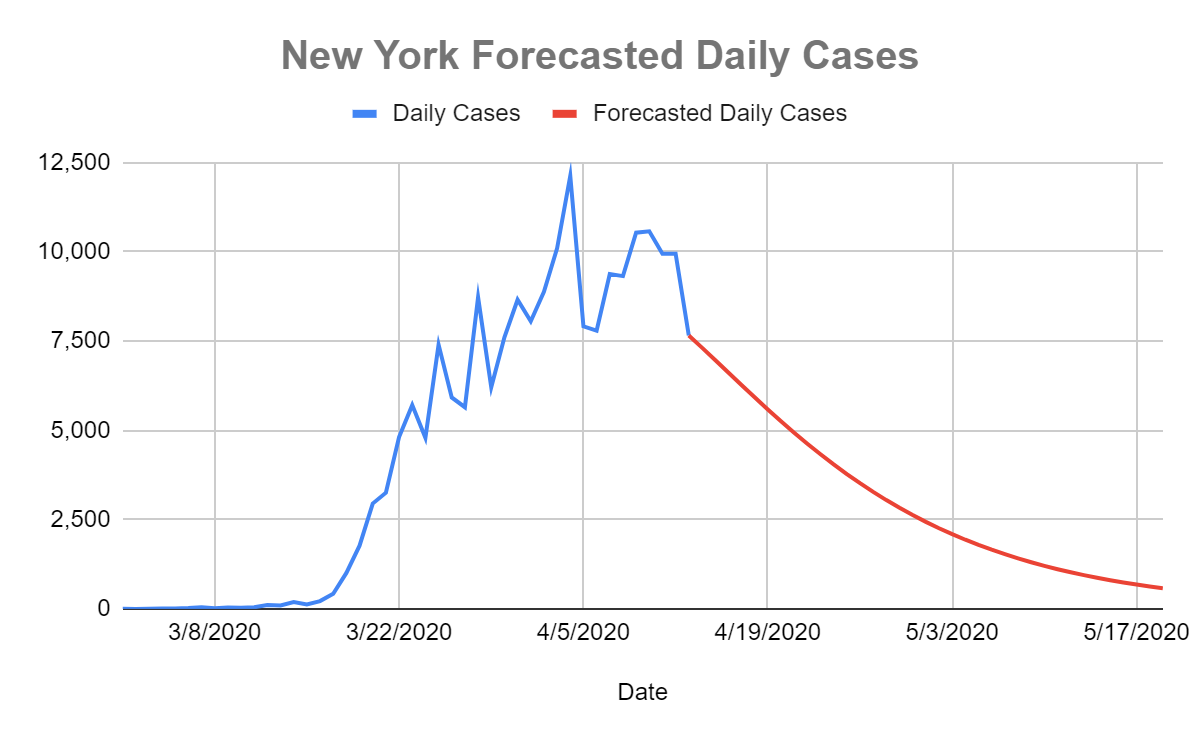 New York Forecasted Daily Cases
Daily Cases Forecasted Daily Cases
12,500
10,000
7,500
5,000
2,500
0
3/8/2020 3/22/2020 4/5/2020 4/19/2020 5/3/2020 5/17/2020
Date